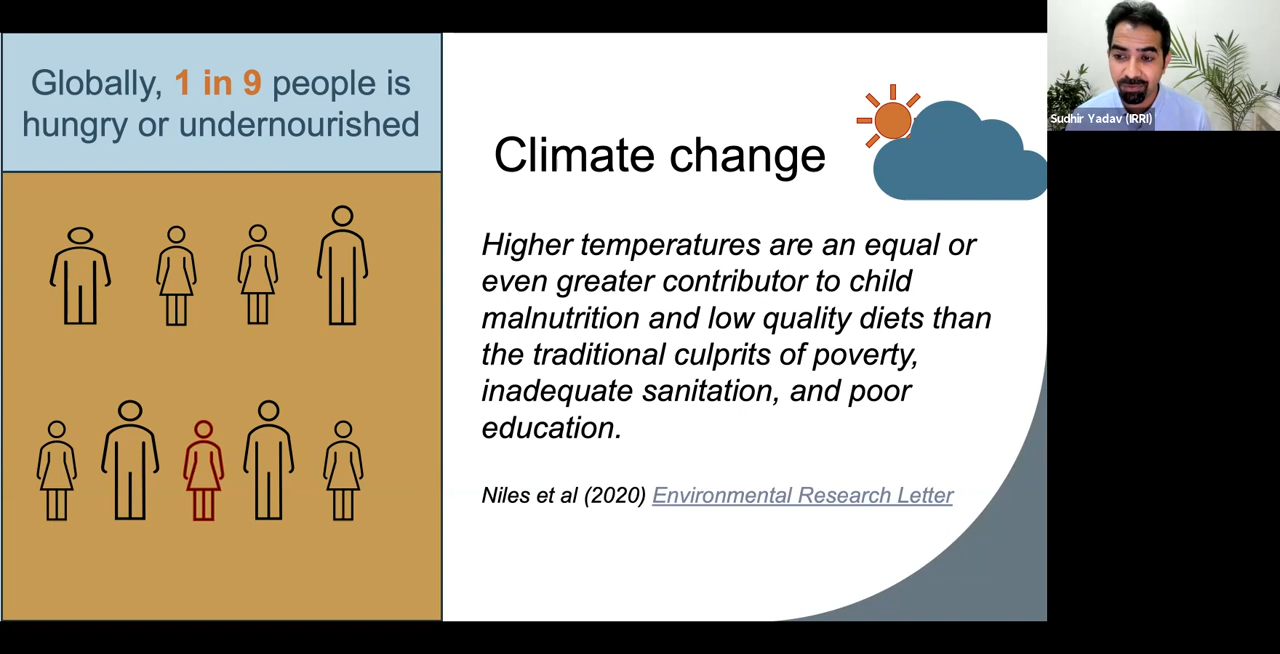 Globally, 1 in 9 people is
hungry or undernourished
Climate change
Higher temperatures are an equal or
even greater contributor to child
malnutrition and low quality diets than
the traditional culprits of poverty,
inadequate sanitation, and poor
education.
Niles et al (2020) Environmental Research Letter
Sudhir Yadav (IRRI)